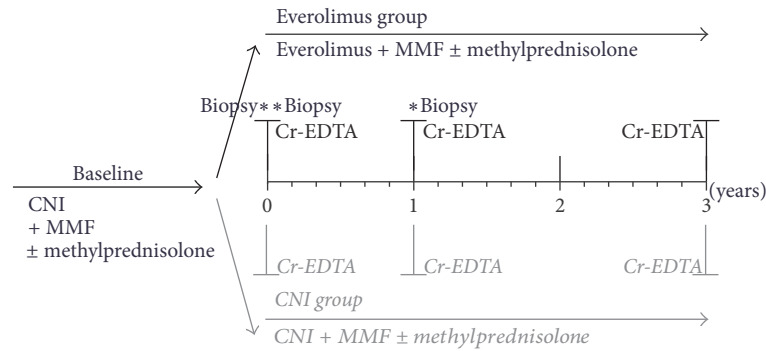 Everolimus group
Everolimus + MMF ± methylprednisolone
Biopsy** Biopsy
*Biopsy
Cr-EDTA
Cr-EDTA
Cr-EDTA
Baseline
CNI
+ MMF
± methylprednisolone
0
1
2
3
(years)
Cr-EDTA
Cr-EDTA
Cr-EDTA
CNI group
CNI + MMF ± methylprednisolone